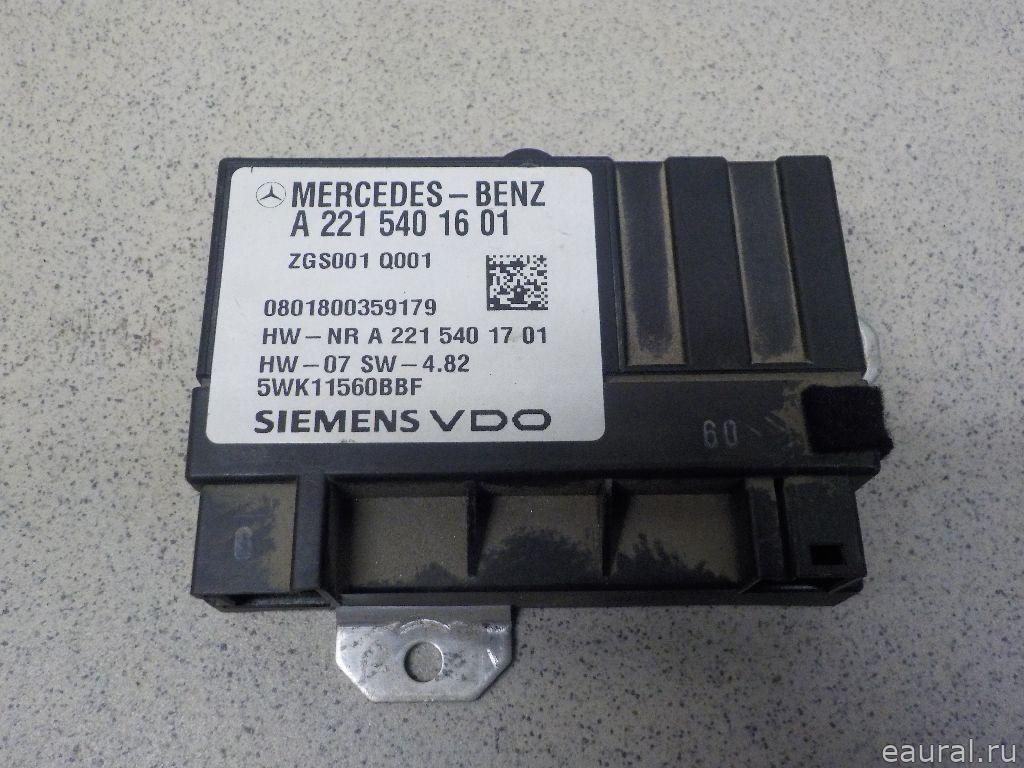 MERCEDES-BENZ
A 221 540 16 01
ZGS001 Q001
0801800359179
HW-NR A 221 540 17 01
HW-07 SW-4.82
5WK11560BBF
SIEMENS VDO
60
6
eaural.ru